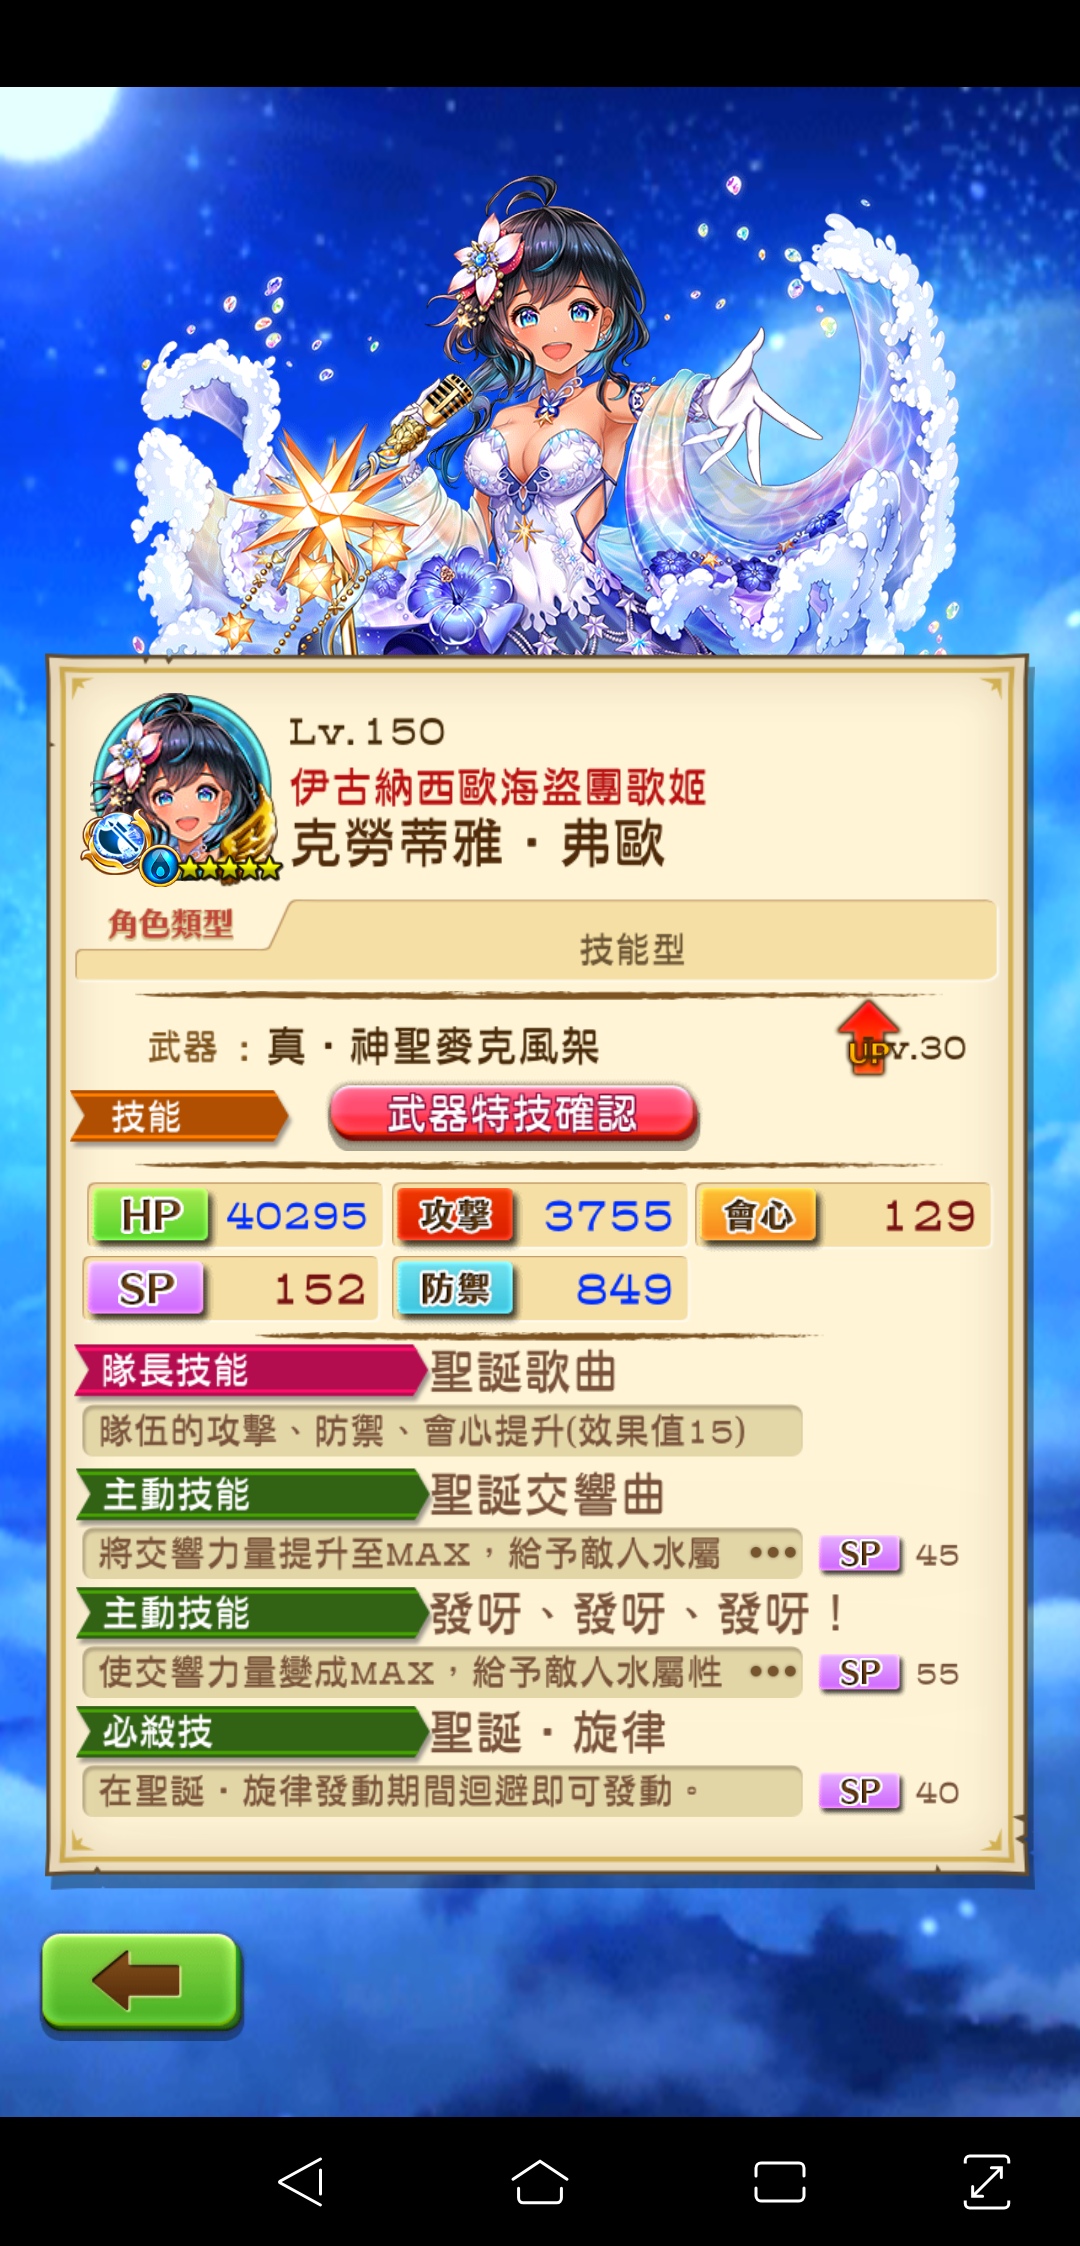 Lv.150
伊古納西歐海盜團歌姬
克勞蒂雅・弗歐
角色類型
技能型
武器：真・神聖麥克風架
UP
Lv.30
技能
武器特技確認
HP 40295 攻擊 3755 會心 129
SP 152 防禦 849
隊長技能 聖誕歌曲
隊伍的攻擊、防禦、會心提升(效果值15)
主動技能 聖誕交響曲
將交響力量提升至MAX，給予敵人水屬 ••• SP 45
主動技能 發呀、發呀、發呀！
使交響力量變成MAX，給予敵人水屬性 ••• SP 55
必殺技 聖誕・旋律
在聖誕・旋律發動期間迴避即可發動。 SP 40